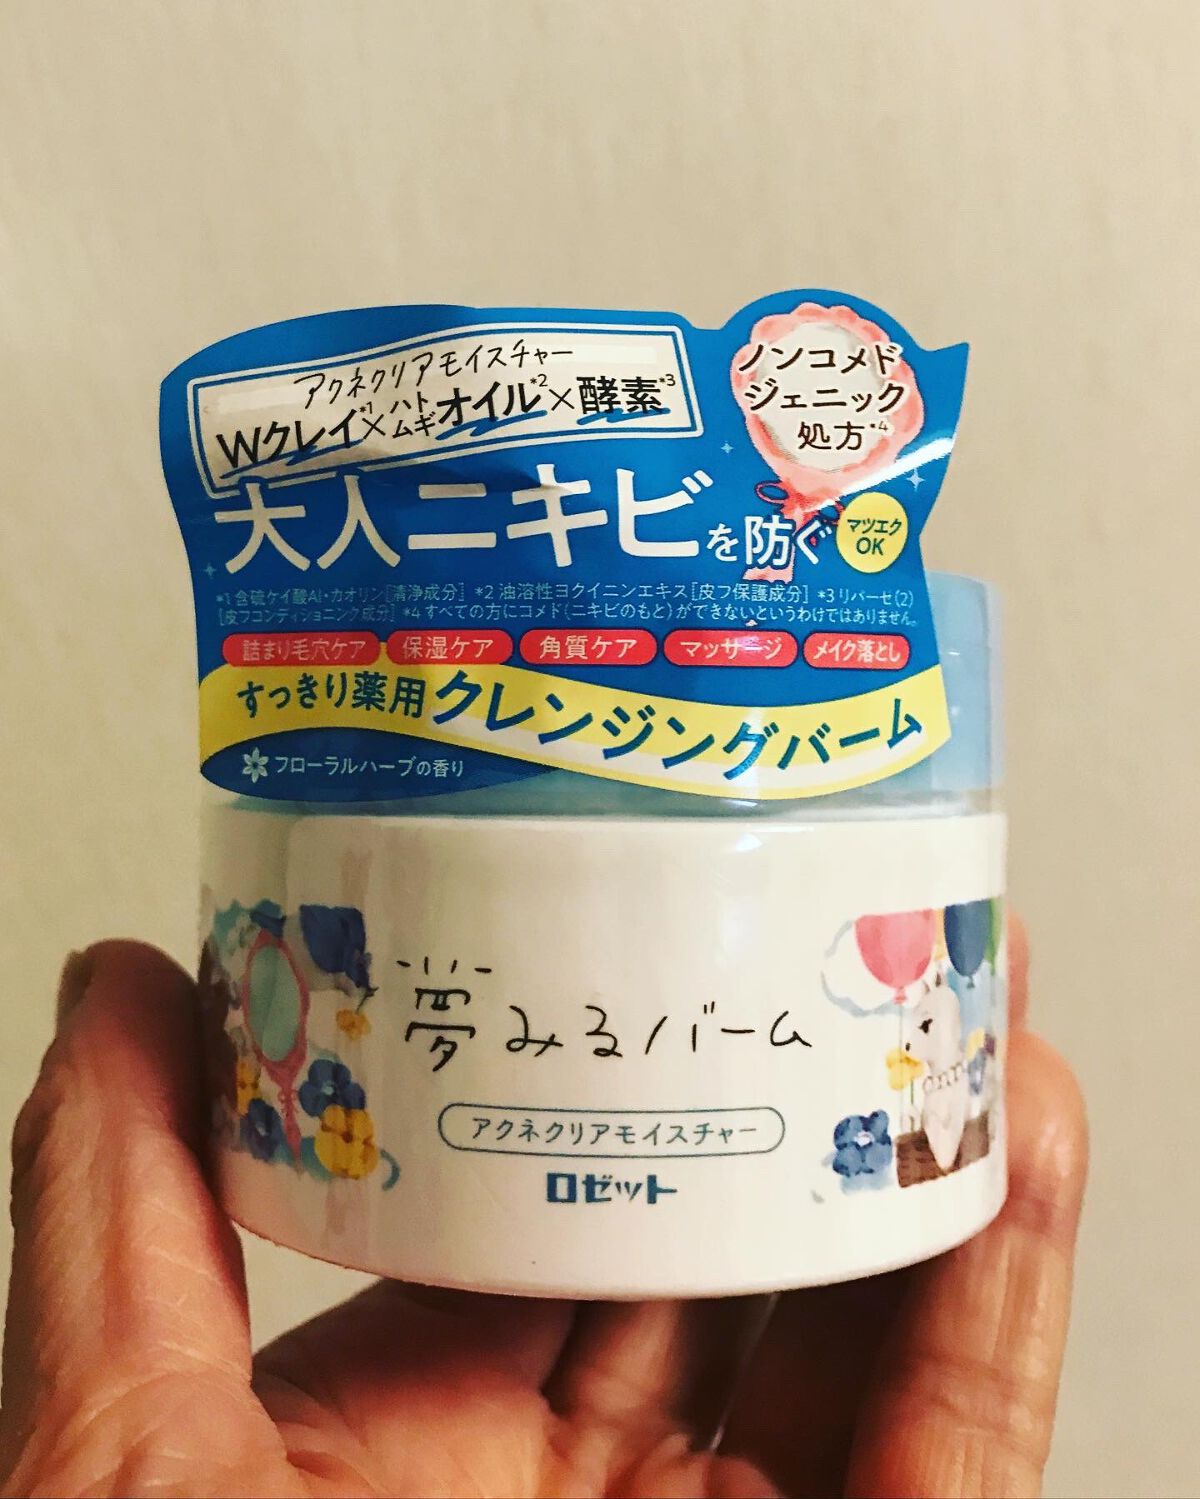 アクネクリアモイスチャー
Wクレイ*1×ハトムギオイル*2×酵素*3
ノンコメド
ジェニック
処方*4
大人ニキビを防ぐ
マツエク
OK
*1 含硫ケイ酸Al・カオリン[清浄成分] *2 油溶性ヨクイニンエキス[皮フ保護成分] *3 リパーゼ(2)
[皮フコンディショニング成分] *4 すべての方にコメド(ニキビのもと)ができないというわけではありません。
詰まり毛穴ケア 保湿ケア 角質ケア マッサージ メイク落とし
すっきり薬用クレンジングバーム
フローラルハーブの香り
夢みるバーム
アクネクリアモイスチャー
ロゼット